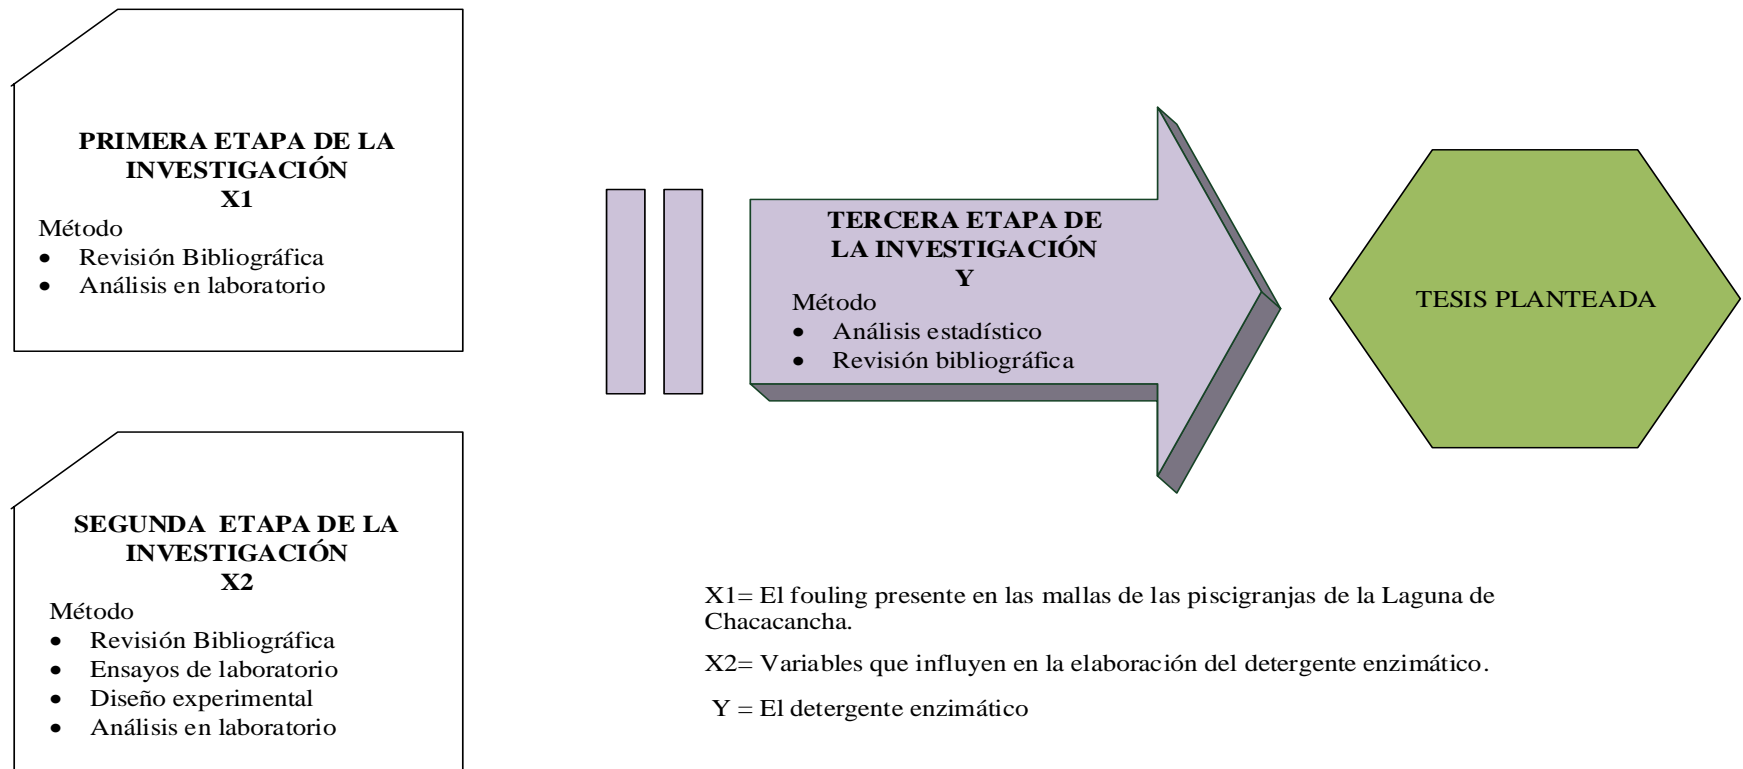 PRIMERA ETAPA DE LA
INVESTIGACIÓN
X1
Método
• Revisión Bibliográfica
• Análisis en laboratorio
SEGUNDA ETAPA DE LA
INVESTIGACIÓN
X2
Método
• Revisión Bibliográfica
• Ensayos de laboratorio
• Diseño experimental
• Análisis en laboratorio
TERCERA ETAPA DE
LA INVESTIGACIÓN
Y
Método
• Análisis estadístico
• Revisión bibliográfica
TESIS PLANTEADA
X1= El fouling presente en las mallas de las piscigranjas de la Laguna de
Chacacancha.
X2= Variables que influyen en la elaboración del detergente enzimático.
Y = El detergente enzimático